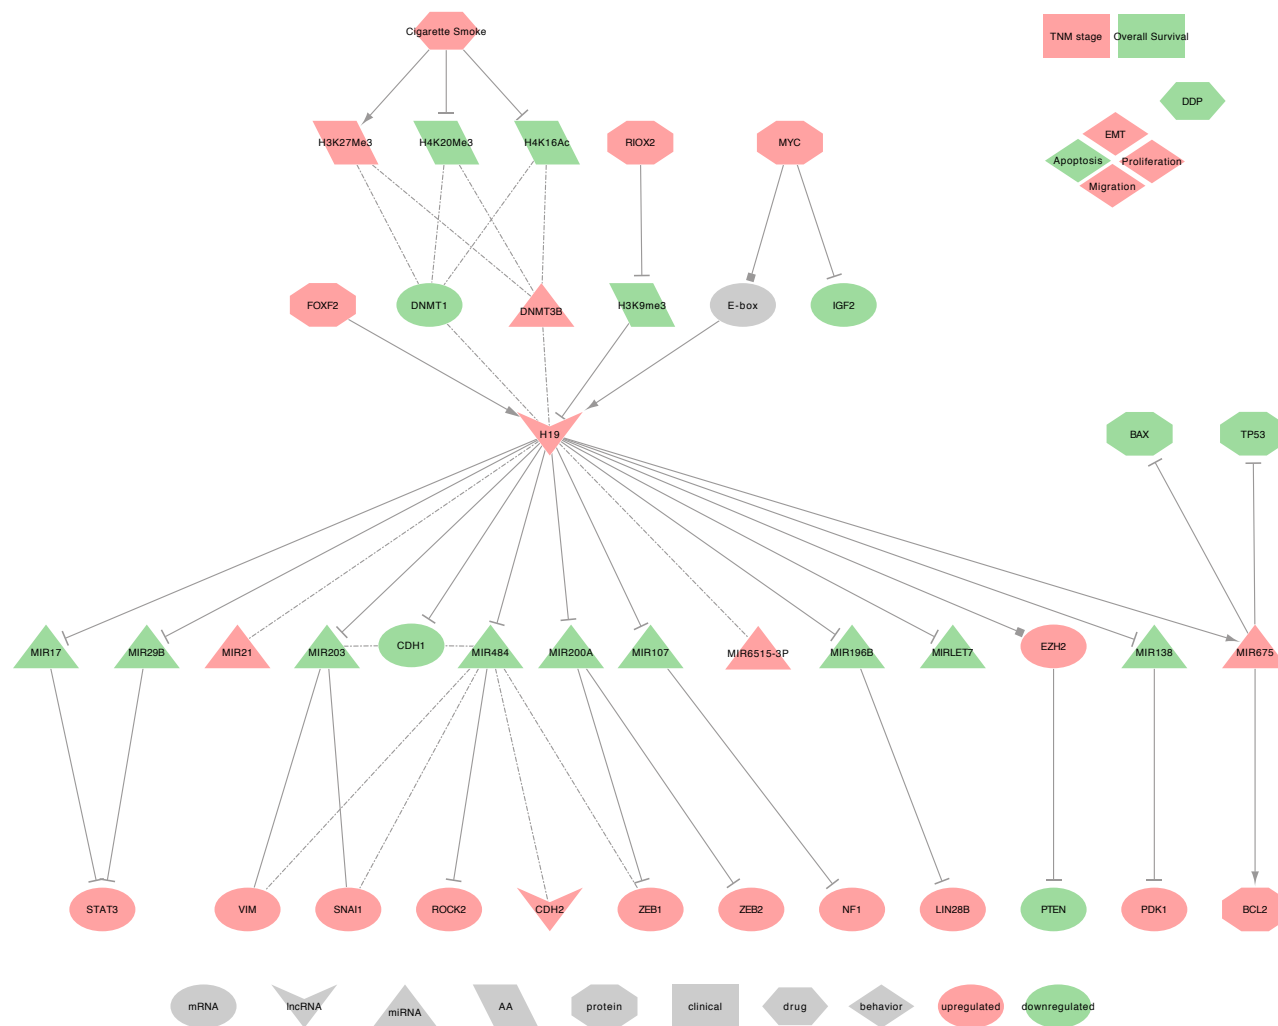 Cigarette Smoke
TNM stage
Overall Survival
DDP
EMT
Apoptosis
Proliferation
Migration
H3K27Me3
H4K20Me3
H4K16Ac
RIOX2
MYC
FOXF2
DNMT1
DNMT3B
H3K9me3
E-box
IGF2
H19
BAX
TP53
MIR17
MIR29B
MIR21
MIR203
CDH1
MIR484
MIR200A
MIR107
MIR6515-3P
MIR196B
MIRLET7
EZH2
MIR138
MIR675
STAT3
VIM
SNAI1
ROCK2
CDH2
ZEB1
ZEB2
NF1
LIN28B
PTEN
PDK1
BCL2
mRNA
lncRNA
miRNA
AA
protein
clinical
drug
behavior
upregulated
downregulated